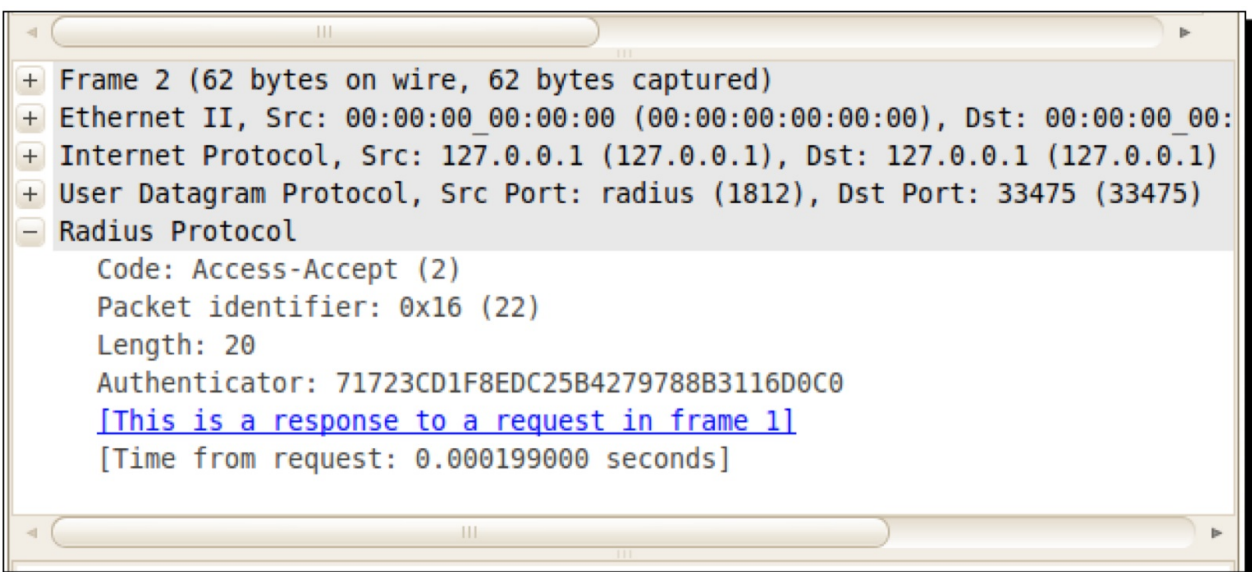 Frame 2 (62 bytes on wire, 62 bytes captured)
Ethernet II, Src: 00:00:00_00:00:00 (00:00:00:00:00:00), Dst: 00:00:00_00:
Internet Protocol, Src: 127.0.0.1 (127.0.0.1), Dst: 127.0.0.1 (127.0.0.1)
User Datagram Protocol, Src Port: radius (1812), Dst Port: 33475 (33475)
Radius Protocol
Code: Access-Accept (2)
Packet identifier: 0x16 (22)
Length: 20
Authenticator: 71723CD1F8EDC25B4279788B3116D0C0
[This is a response to a request in frame 1]
[Time from request: 0.000199000 seconds]